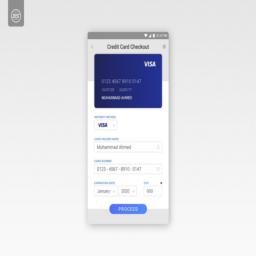 Credit Card Checkout
VISA
0123 4567 8910 0147
MUHAMMAD AHMED
PAYMENT METHOD
VISA
CARD HOLDER NAME
Muhammad Ahmed
CARD NUMBER
0123 - 4567 - 8910 - 0147
EXPIRATION DATE
CVV
January
2020
000
PROCEED